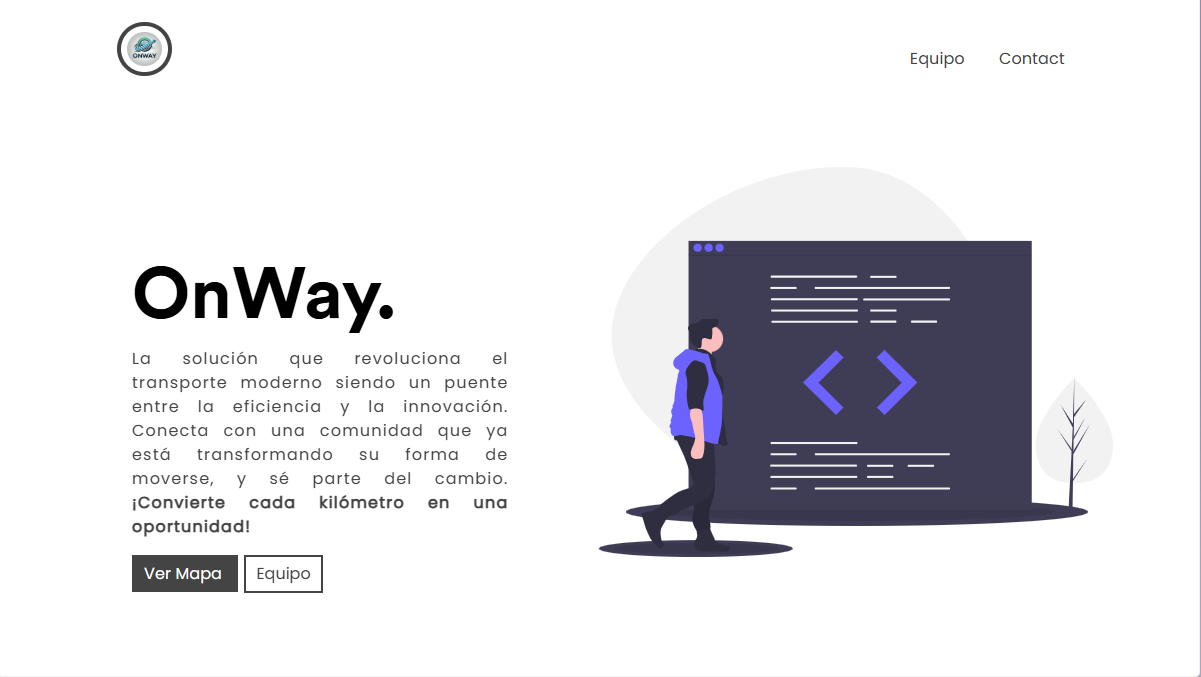 ONWAY
Equipo
Contact
OnWay.
La solución que revoluciona el
transporte moderno siendo un puente
entre la eficiencia y la innovación.
Conecta con una comunidad que ya
está transformando su forma de
moverse, y sé parte del cambio.
¡Convierte cada kilómetro en una
oportunidad!
Ver Mapa
Equipo